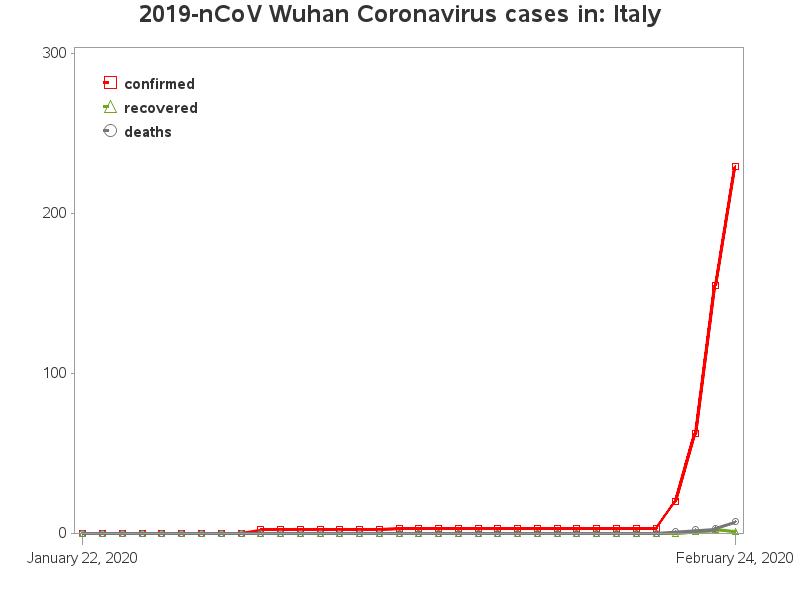 2019-nCoV Wuhan Coronavirus cases in: Italy
300
confirmed
recovered
deaths
200
100
0
January 22, 2020
February 24, 2020